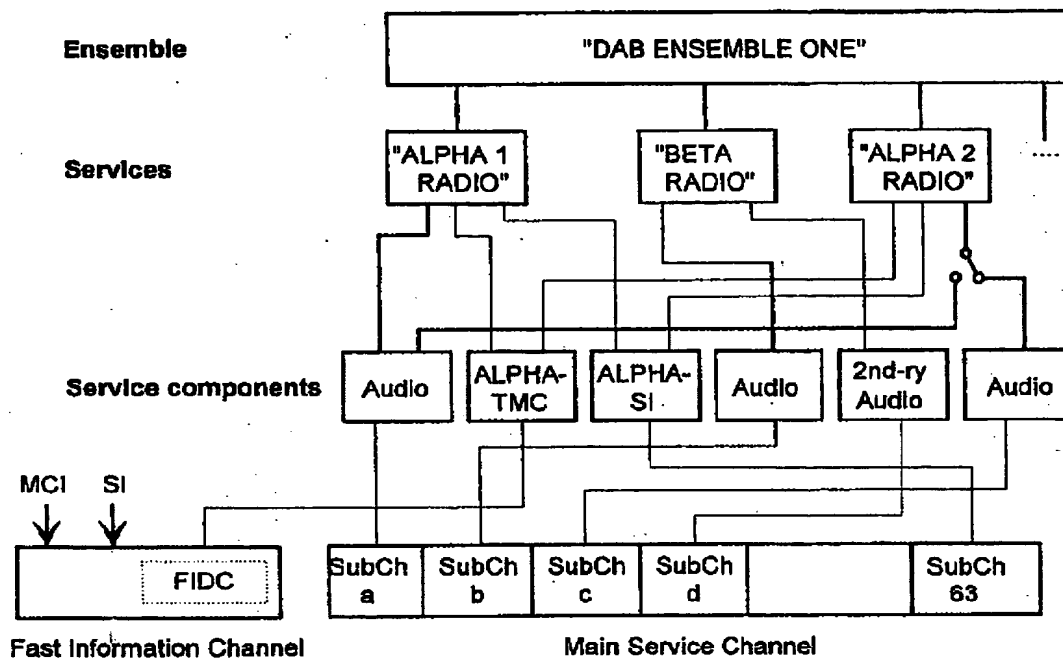 Ensemble
"DAB ENSEMBLE ONE"
Services
"ALPHA 1
RADIO"
"BETA
RADIO"
"ALPHA 2
RADIO"
.....
Service components
Audio
ALPHA-
TMC
ALPHA-
SI
Audio
2nd-ry
Audio
Audio
MCI
SI
FIDC
SubCh
a
SubCh
b
SubCh
c
SubCh
d
SubCh
63
Fast Information Channel
Main Service Channel